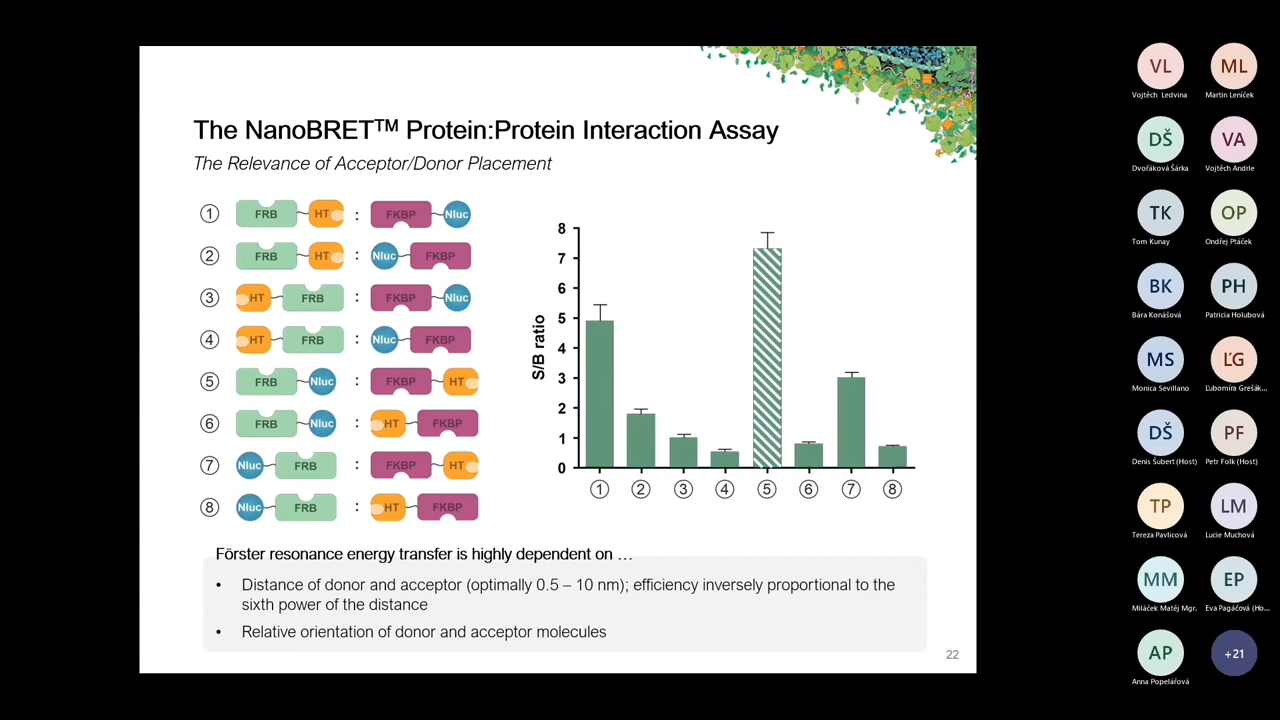 The NanoBRET™ Protein:Protein Interaction Assay
The Relevance of Acceptor/Donor Placement
① FRB HT : FKBP Nluc
② FRB HT : Nluc FKBP
③ HT FRB : FKBP Nluc
④ HT FRB : Nluc FKBP
⑤ FRB Nluc : FKBP HT
⑥ FRB Nluc : HT FKBP
⑦ Nluc FRB : FKBP HT
⑧ Nluc FRB : HT FKBP
S/B ratio
8
7
6
5
4
3
2
1
0
① ② ③ ④ ⑤ ⑥ ⑦ ⑧
Förster resonance energy transfer is highly dependent on …
• Distance of donor and acceptor (optimally 0.5 – 10 nm); efficiency inversely proportional to the
sixth power of the distance
• Relative orientation of donor and acceptor molecules
22
VL ML
Vojtěch Ledvina Martin Leníček
DŠ VA
Dvořáková Šárka Vojtěch Andrle
TK OP
Tom Kunay Ondřej Ptáček
BK PH
Bára Konášová Patricia Holubová
MS ĽG
Monica Sevillano Ľubomíra Grešák...
DŠ PF
Denis Šubert (Host) Petr Folk (Host)
TP LM
Tereza Pavlicová Lucie Muchová
MM EP
Miláček Matěj Mgr. Eva Pagáčová (Ho...
AP +21
Anna Popelářová